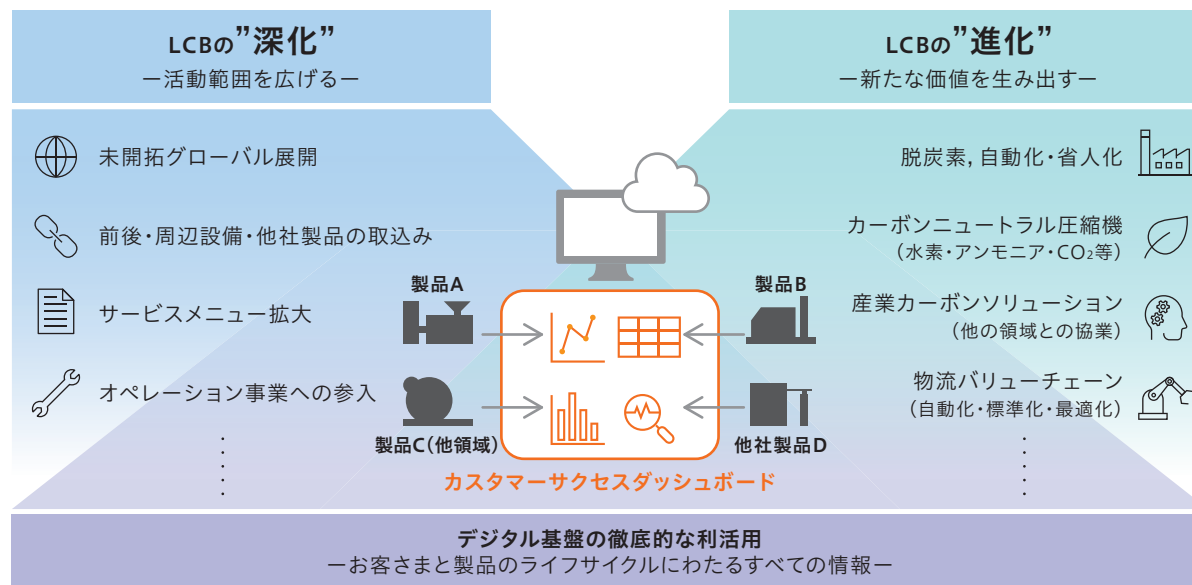 LCBの”深化”
ー活動範囲を広げるー
未開拓グローバル展開
前後・周辺設備・他社製品の取込み
サービスメニュー拡大
オペレーション事業への参入
LCBの”進化”
ー新たな価値を生み出すー
脱炭素, 自動化・省人化
カーボンニュートラル圧縮機
（水素・アンモニア・CO₂等）
産業カーボンソリューション
（他の領域との協業）
物流バリューチェーン
（自動化・標準化・最適化）
製品A
製品B
製品C（他領域）
他社製品D
カスタマーサクセスダッシュボード
デジタル基盤の徹底的な利活用
ーお客さまと製品のライフサイクルにわたるすべての情報ー